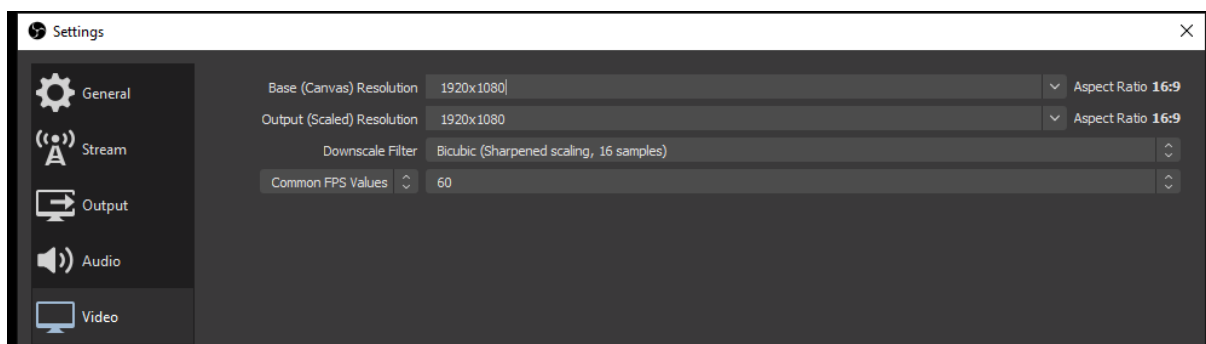 Settings
General
Stream
Output
Audio
Video
Base (Canvas) Resolution 1920x1080 Aspect Ratio 16:9
Output (Scaled) Resolution 1920x1080 Aspect Ratio 16:9
Downscale Filter Bicubic (Sharpened scaling, 16 samples)
Common FPS Values 60